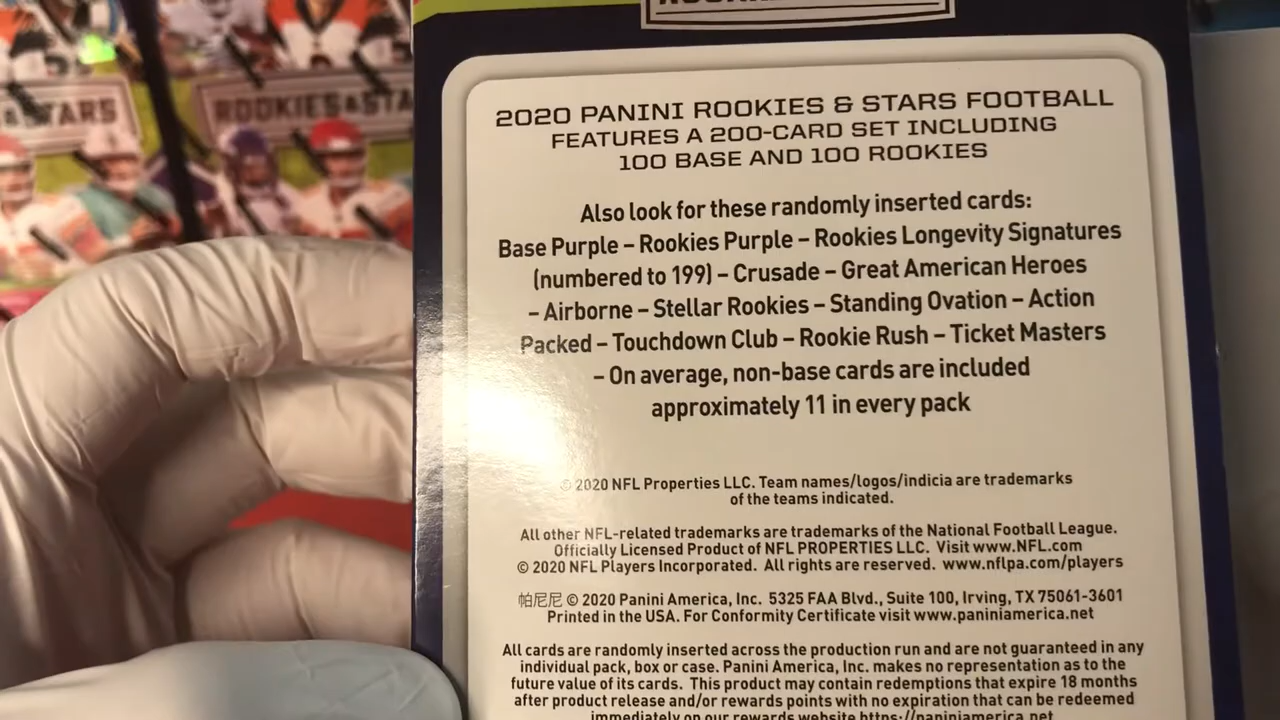 & STARS
ROOKIES & STA
2020 PANINI ROOKIES & STARS FOOTBALL
FEATURES A 200-CARD SET INCLUDING
100 BASE AND 100 ROOKIES
Also look for these randomly inserted cards:
Base Purple – Rookies Purple – Rookies Longevity Signatures
(numbered to 199) – Crusade – Great American Heroes
– Airborne – Stellar Rookies – Standing Ovation – Action
Packed – Touchdown Club – Rookie Rush – Ticket Masters
– On average, non-base cards are included
approximately 11 in every pack
© 2020 NFL Properties LLC. Team names/logos/indicia are trademarks
of the teams indicated.
All other NFL-related trademarks are trademarks of the National Football League.
Officially Licensed Product of NFL PROPERTIES LLC. Visit www.NFL.com
© 2020 NFL Players Incorporated. All rights are reserved. www.nflpa.com/players
帕尼尼 © 2020 Panini America, Inc. 5325 FAA Blvd., Suite 100, Irving, TX 75061-3601
Printed in the USA. For Conformity Certificate visit www.paniniamerica.net
All cards are randomly inserted across the production run and are not guaranteed in any
individual pack, box or case. Panini America, Inc. makes no representation as to the
future value of its cards. This product may contain redemptions that expire 18 months
after product release and/or rewards points with no expiration that can be redeemed
immediately on our rewards website https://paniniamerica.net